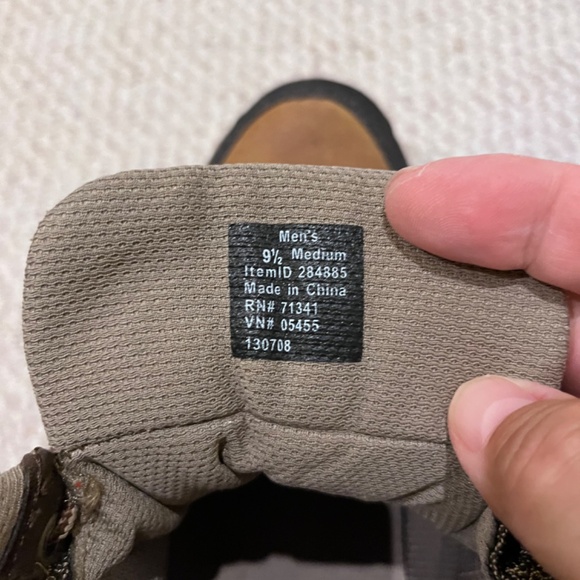 Men's
9½ Medium
ItemID 284885
Made in China
RN# 71341
VN# 05455
130708